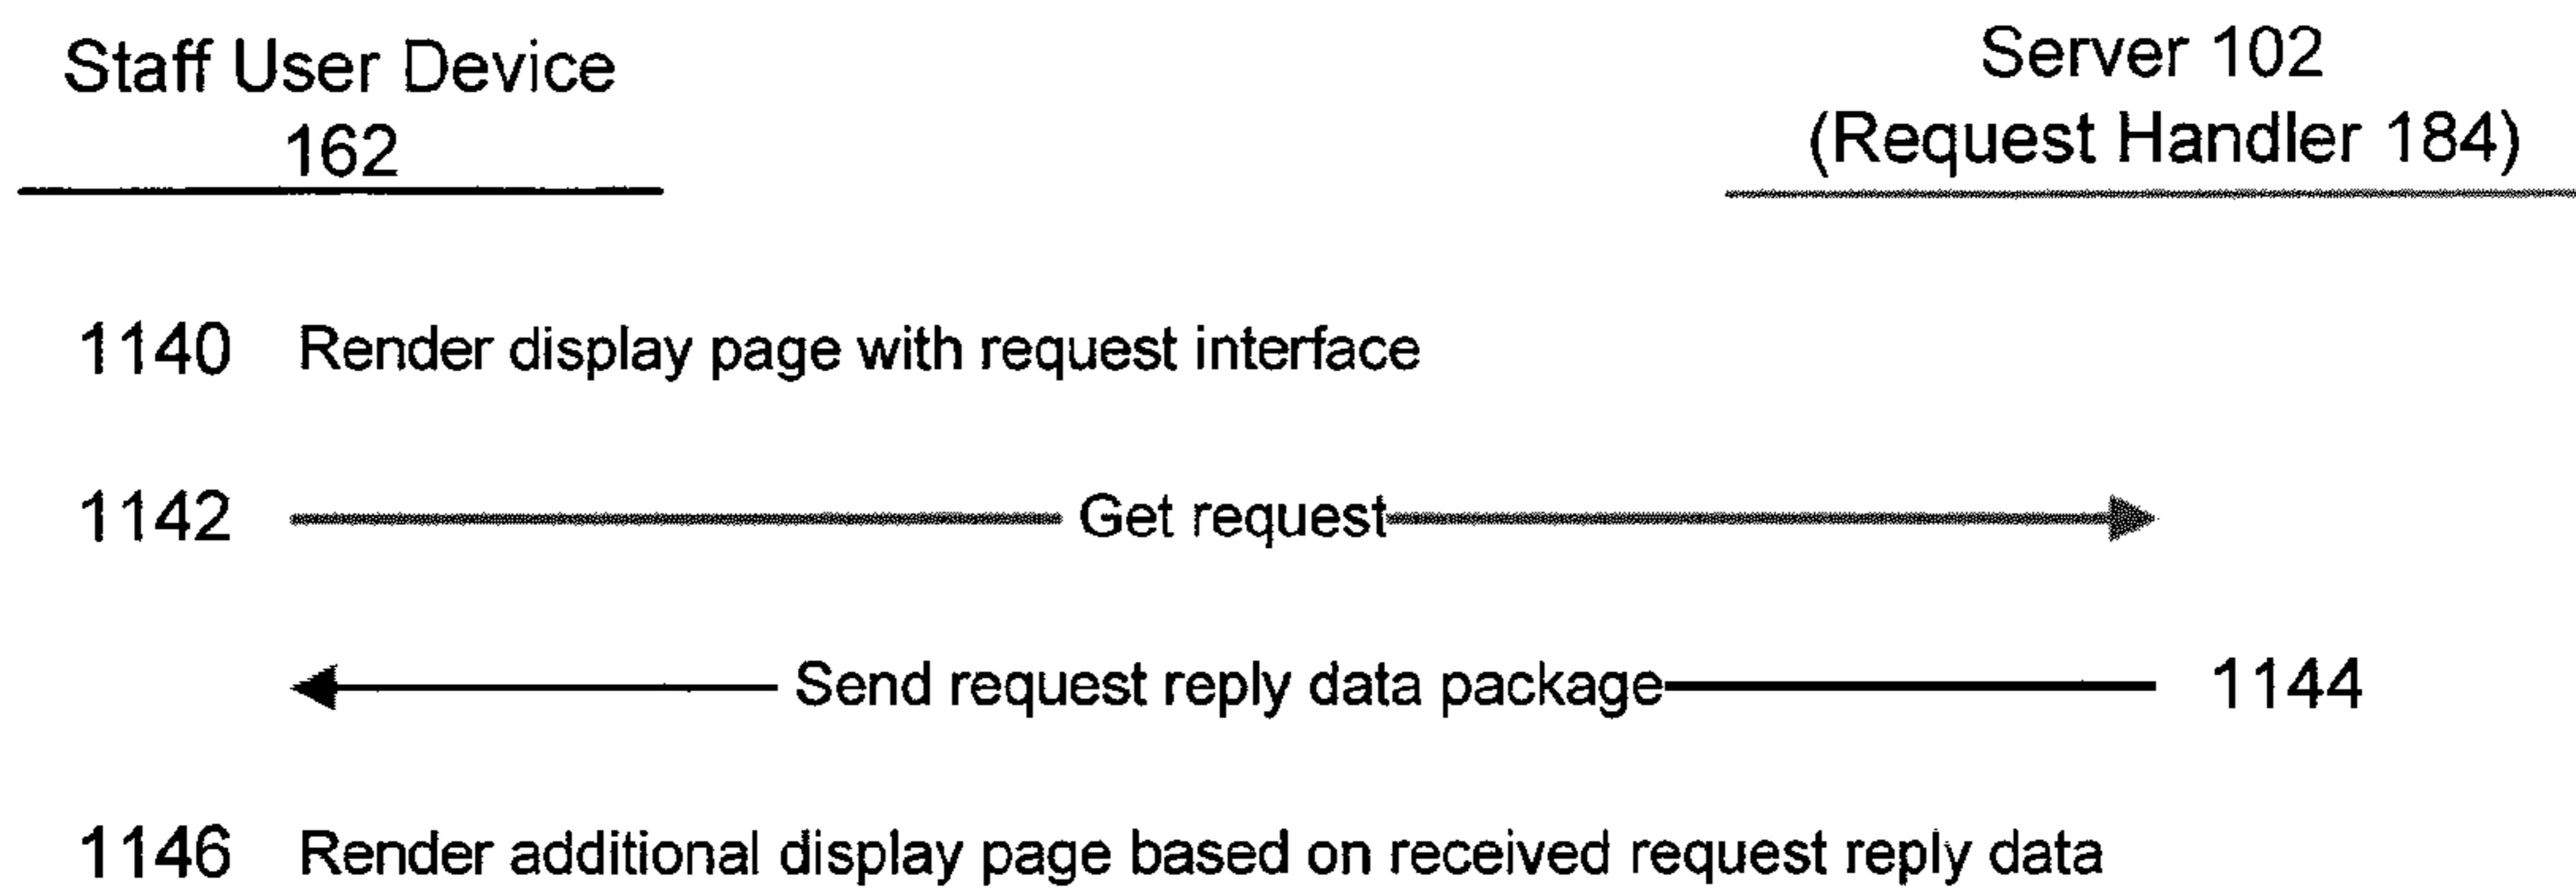 Staff User Device
162
Server 102
(Request Handler 184)
1140 Render display page with request interface
1142 Get request
Send request reply data package 1144
1146 Render additional display page based on received request reply data